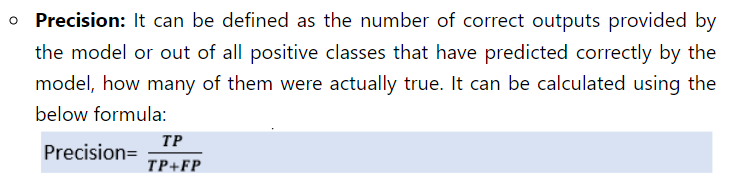 Precision: It can be defined as the number of correct outputs provided by
the model or out of all positive classes that have predicted correctly by the
model, how many of them were actually true. It can be calculated using the
below formula:
Precision= TP/TP+FP